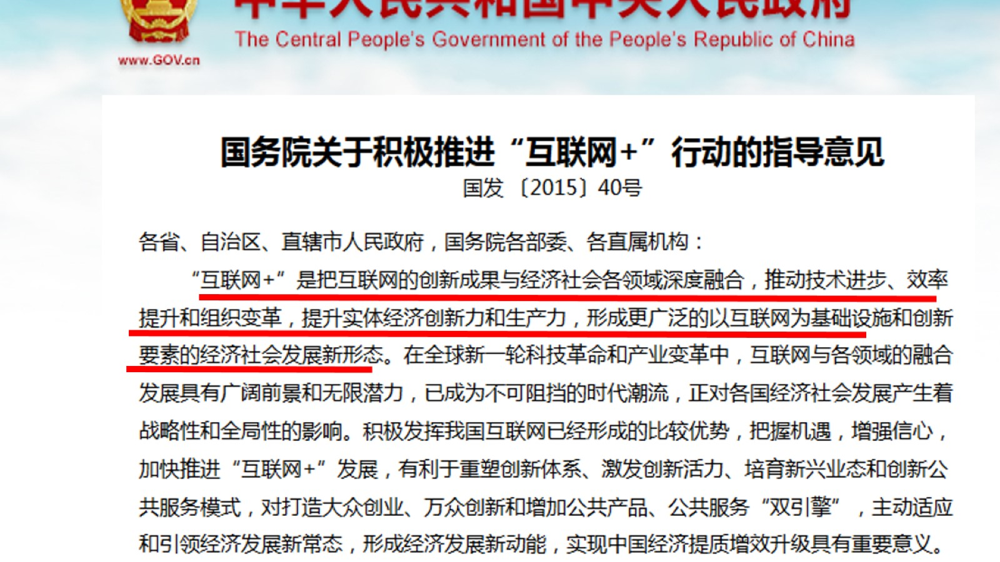 中华人民共和国中央人民政府
The Central People's Government of the People's Republic of China
www.GOV.cn
国务院关于积极推进“互联网+”行动的指导意见
国发〔2015〕40号
各省、自治区、直辖市人民政府，国务院各部委、各直属机构：
“互联网+”是把互联网的创新成果与经济社会各领域深度融合，推动技术进步、效率
提升和组织变革，提升实体经济创新力和生产力，形成更广泛的以互联网为基础设施和创新
要素的经济社会发展新形态。在全球新一轮科技革命和产业变革中，互联网与各领域的融合
发展具有广阔前景和无限潜力，已成为不可阻挡的时代潮流，正对各国经济社会发展产生着
战略性和全局性的影响。积极发挥我国互联网已经形成的比较优势，把握机遇，增强信心，
加快推进“互联网+”发展，有利于重塑创新体系、激发创新活力、培育新兴业态和创新公
共服务模式，对打造大众创业、万众创新和增加公共产品、公共服务“双引擎”，主动适应
和引领经济发展新常态，形成经济发展新动能，实现中国经济提质增效升级具有重要意义。